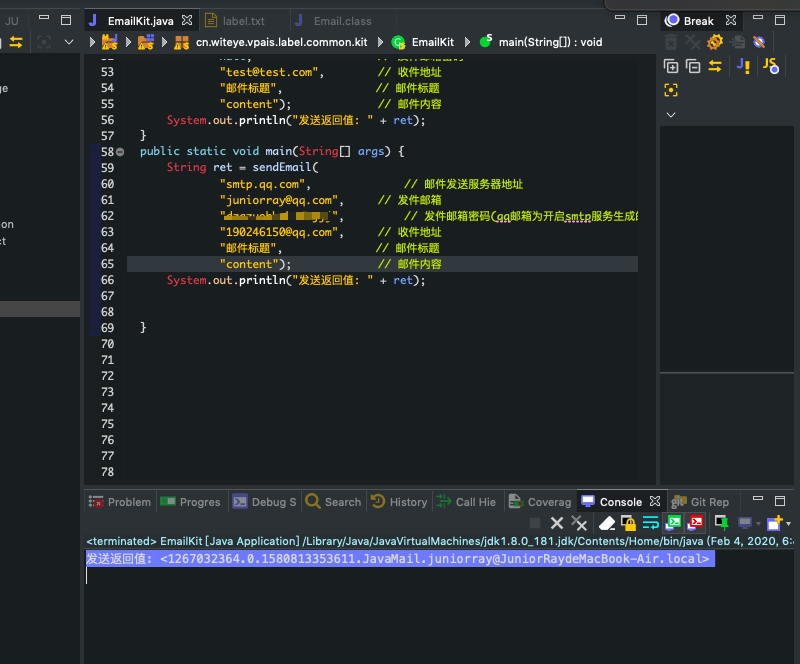 JU
EmailKit.java
label.txt
Email.class
Break
cn.witeye.vpais.label.common.kit
EmailKit
main(String[]) : void
53 "test@test.com", // 收件地址
54 "邮件标题", // 邮件标题
55 "content"); // 邮件内容
56 System.out.println("发送返回值: " + ret);
57 }
58 public static void main(String[] args) {
59 String ret = sendEmail(
60 "smtp.qq.com", // 邮件发送服务器地址
61 "juniorray@qq.com", // 发件邮箱
62 // 发件邮箱密码(qq邮箱为开启smtp服务生成的
63 "190246150@qq.com", // 收件地址
64 "邮件标题", // 邮件标题
65 "content"); // 邮件内容
66 System.out.println("发送返回值: " + ret);
67
68
69 }
70
71
72
73
74
75
76
77
78
Problem
Progres
Debug S
Search
History
Call Hie
Coverag
Console
Git Rep
<terminated> EmailKit [Java Application] /Library/Java/JavaVirtualMachines/jdk1.8.0_181.jdk/Contents/Home/bin/java (Feb 4, 2020, 6:4
发送返回值: <1267032364.0.1580813353611.JavaMail.juniorray@JuniorRaydeMacBook-Air.local>